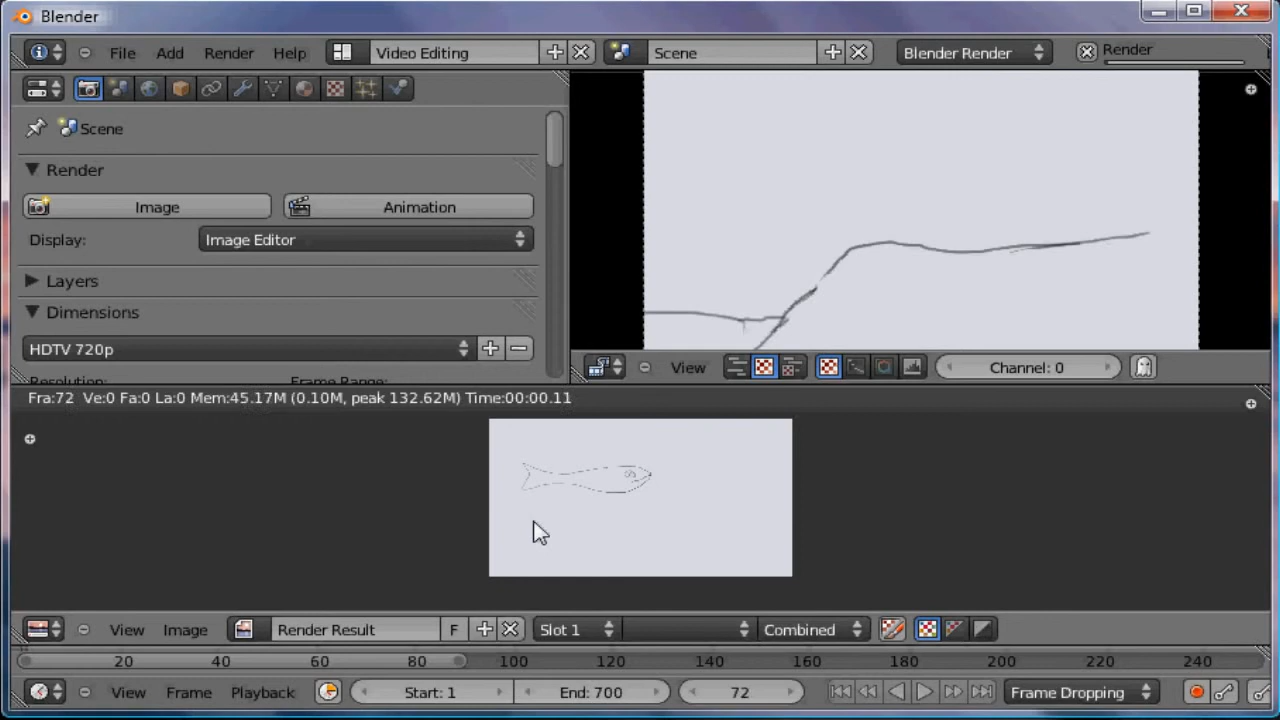 Blender
File Add Render Help Video Editing Scene Blender Render Render
Scene
Render
Image Animation
Display: Image Editor
Layers
Dimensions
HDTV 720p
Resolution: Frame Range:
View Channel: 0
Fra:72 Ve:0 Fa:0 La:0 Mem:45.17M (0.10M, peak 132.62M) Time:00:00.11
View Image Render Result F Slot 1 Combined
20 40 60 80 100 120 140 160 180 200 220 240
View Frame Playback Start: 1 End: 700 72 Frame Dropping